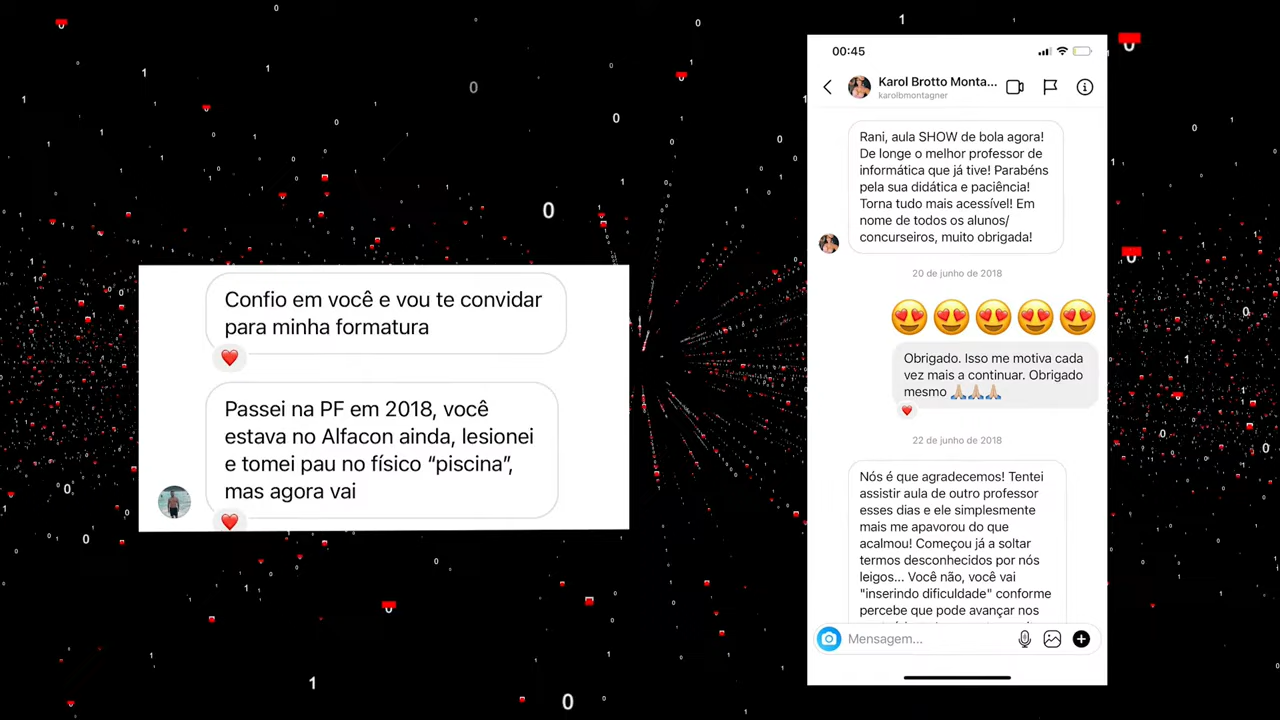 Confio em você e vou te convidar
para minha formatura
Passei na PF em 2018, você
estava no Alfacon ainda, lesionei
e tomei pau no físico “piscina”,
mas agora vai
00:45
Karol Brotto Monta...
karolbmontagner
Rani, aula SHOW de bola agora!
De longe o melhor professor de
informática que já tive! Parabéns
pela sua didática e paciência!
Torna tudo mais acessível! Em
nome de todos os alunos/
concurseiros, muito obrigada!
20 de junho de 2018
Obrigado. Isso me motiva cada
vez mais a continuar. Obrigado
mesmo 🙏🏼🙏🏼🙏🏼
22 de junho de 2018
Nós é que agradecemos! Tentei
assistir aula de outro professor
esses dias e ele simplesmente
mais me apavorou do que
acalmou! Começou já a soltar
termos desconhecidos por nós
leigos... Você não, você vai
"inserindo dificuldade" conforme
percebe que pode avançar nos
Mensagem...